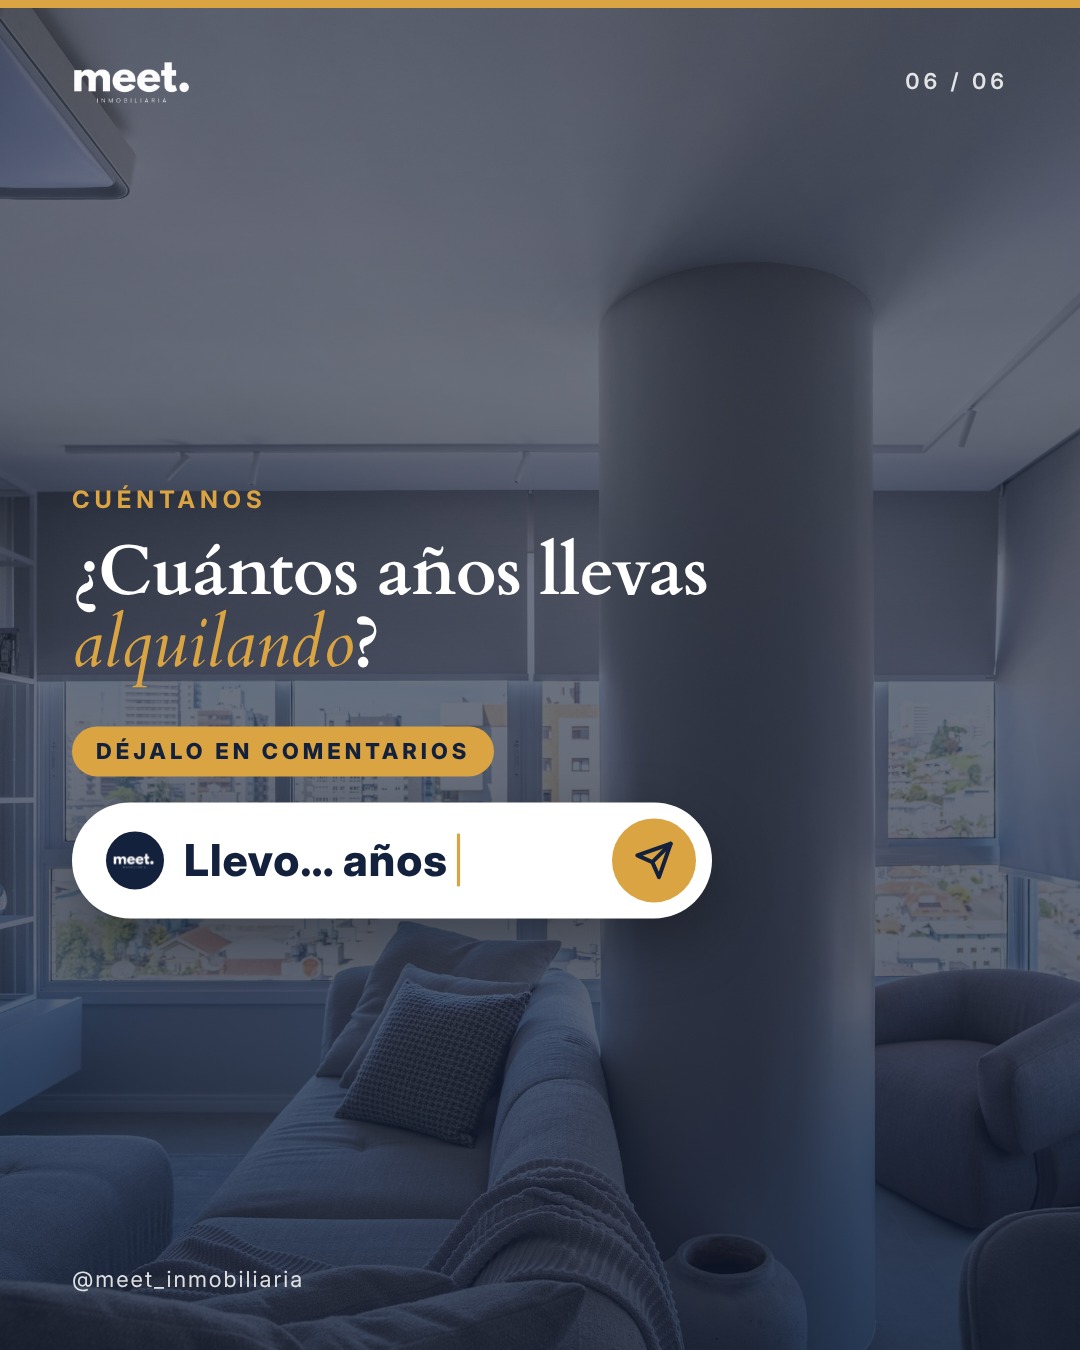 meet.
INMOBILIARIA
06 / 06
CUÉNTANOS
¿Cuántos años llevas
alquilando?
DÉJALO EN COMENTARIOS
meet.
Llevo... años
@meet_inmobiliaria